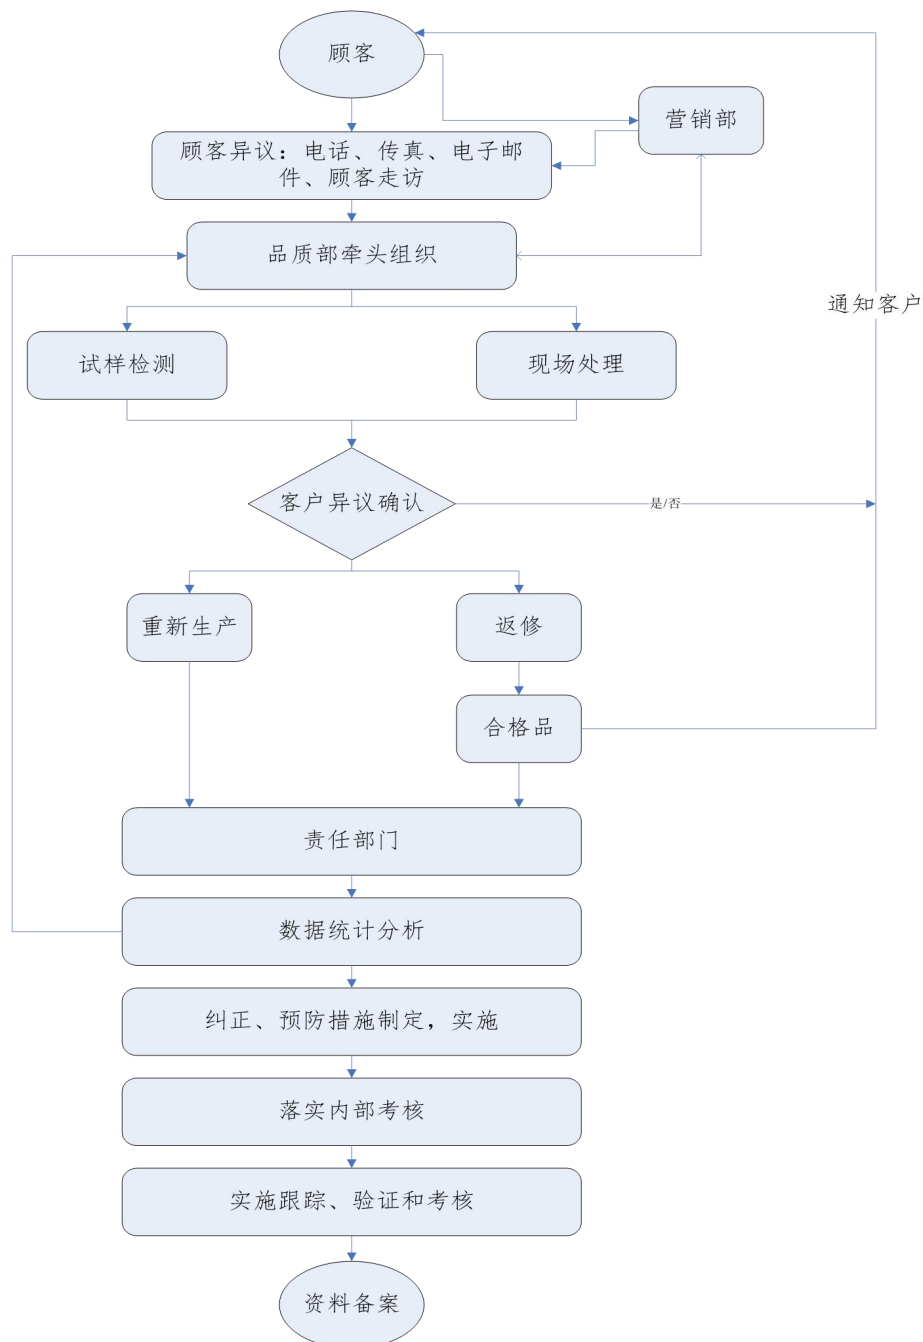 顾客
营销部
顾客异议：电话、传真、电子邮
件、顾客走访
品质部牵头组织
通知客户
试样检测
现场处理
客户异议确认
是/否
重新生产
返修
合格品
责任部门
数据统计分析
纠正、预防措施制定，实施
落实内部考核
实施跟踪、验证和考核
资料备案